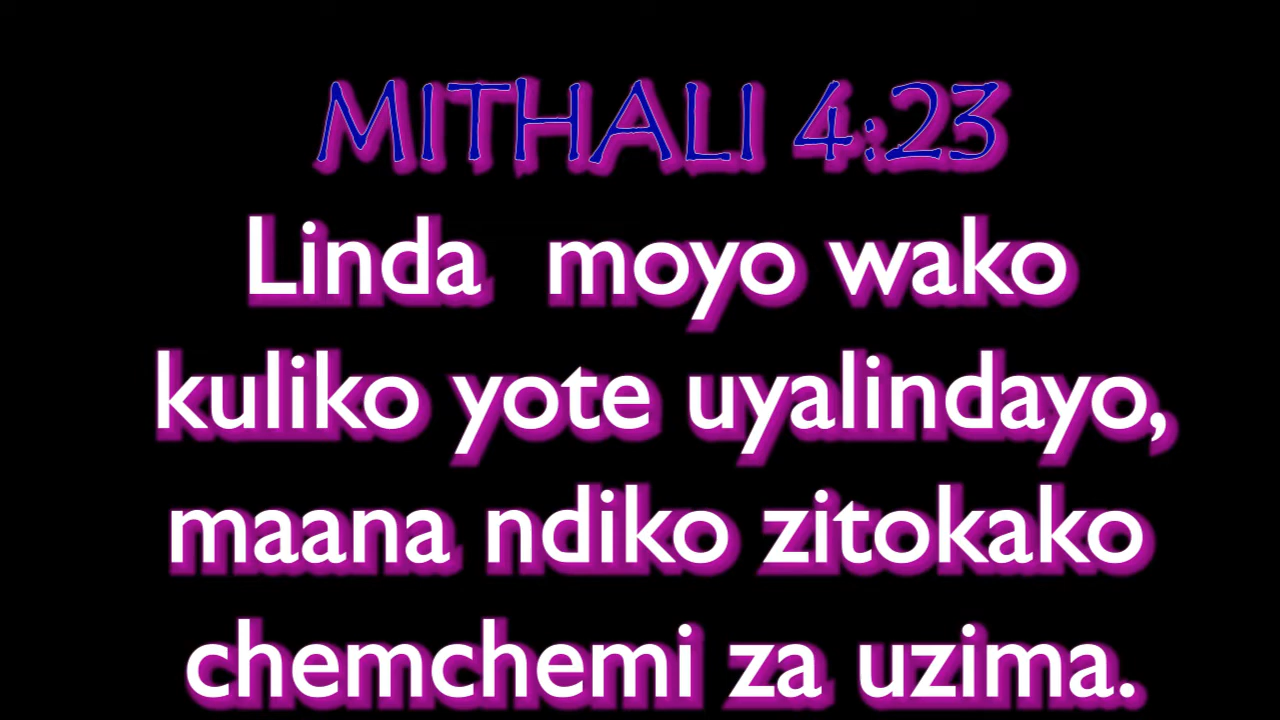 MITHALI 4:23
Linda moyo wako
kuliko yote uyalindayo,
maana ndiko zitokako
chemchemi za uzima.